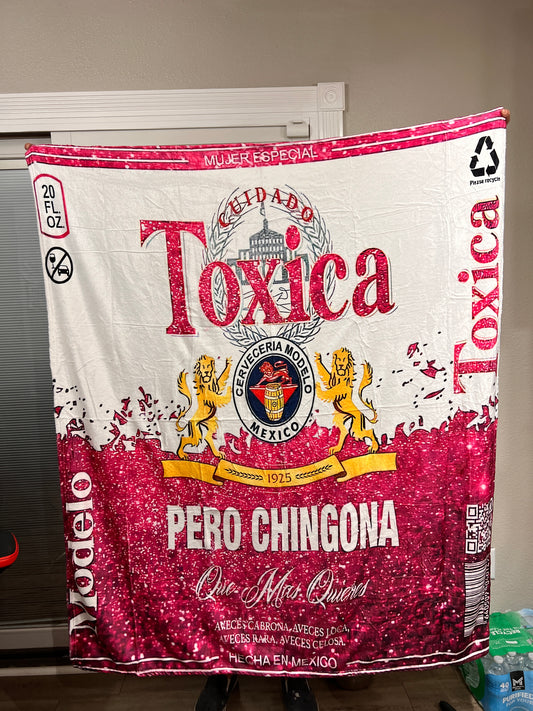 MUJER ESPECIAL
Please recycle
20
FL.
OZ.
CUIDADO
Toxica
Toxica
CERVECERIA MODELO
MEXICO
1925
PERO CHINGONA
Modelo
Que Mas Quieres
AVECES CABRONA, AVECES LOCA,
AVECES RARA, AVECES CELOSA.
HECHA EN MEXICO
40